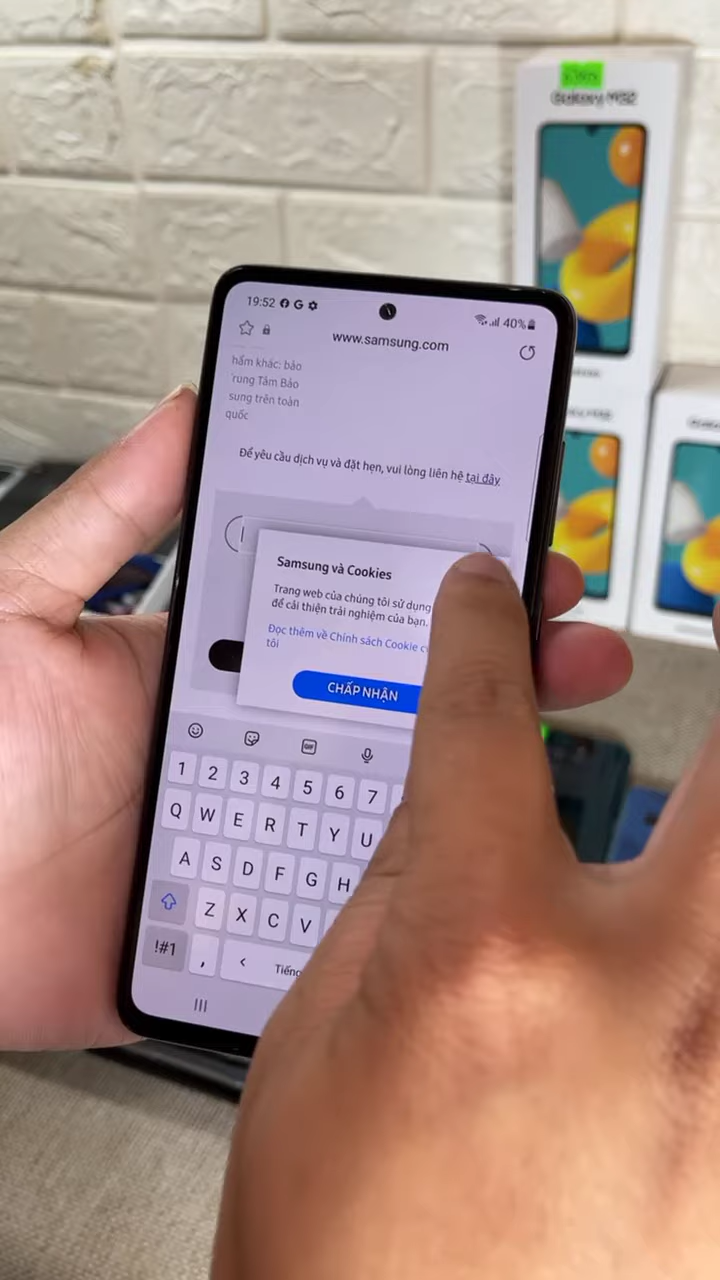 Galaxy M32
19:52
40%
www.samsung.com
hẩm khác: bảo
rung Tâm Bảo
sung trên toàn
quốc
Để yêu cầu dịch vụ và đặt hẹn, vui lòng liên hệ tại đây
Samsung và Cookies
Trang web của chúng tôi sử dụng
để cải thiện trải nghiệm của bạn.
Đọc thêm về Chính sách Cookie c
tôi
CHẤP NHẬN
GIF
1 2 3 4 5 6 7
Q W E R T Y U
A S D F G H
Z X C V
!#1 , < Tiếng